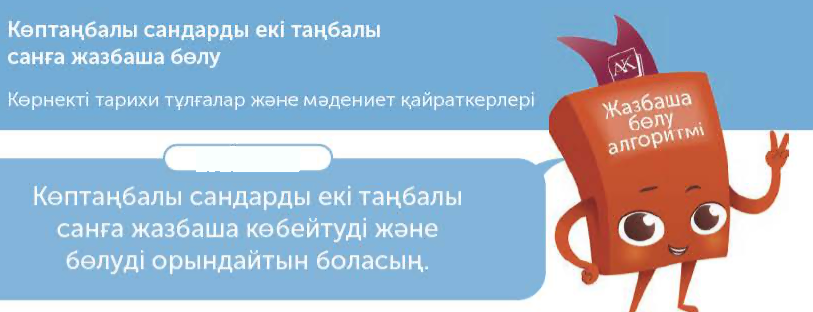 Көптаңбалы сандарды екі таңбалы
санға жазбаша бөлу
Көрнекті тарихи тұлғалар және мәдениет қайраткерлері
АК
Жазбаша
бөлу
алгоритмі
Көптаңбалы сандарды екі таңбалы
санға жазбаша көбейтуді және
бөлуді орындайтын боласың.